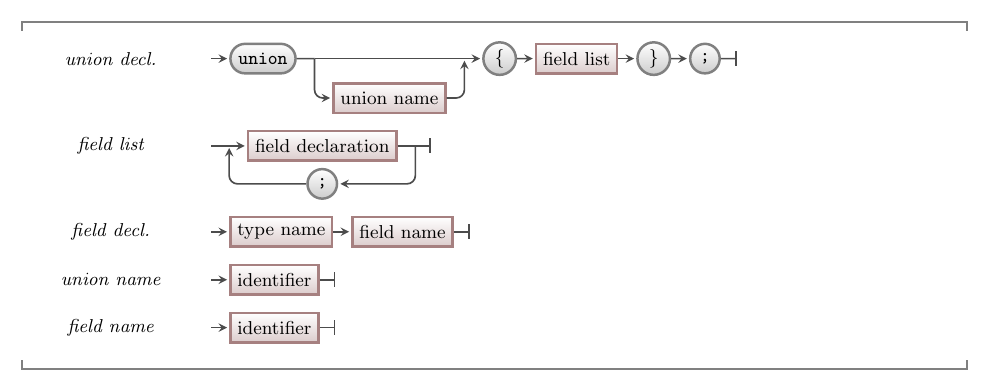 union decl. union { field list } ;
union name
field list field declaration
;
field decl. type name field name
union name identifier
field name identifier